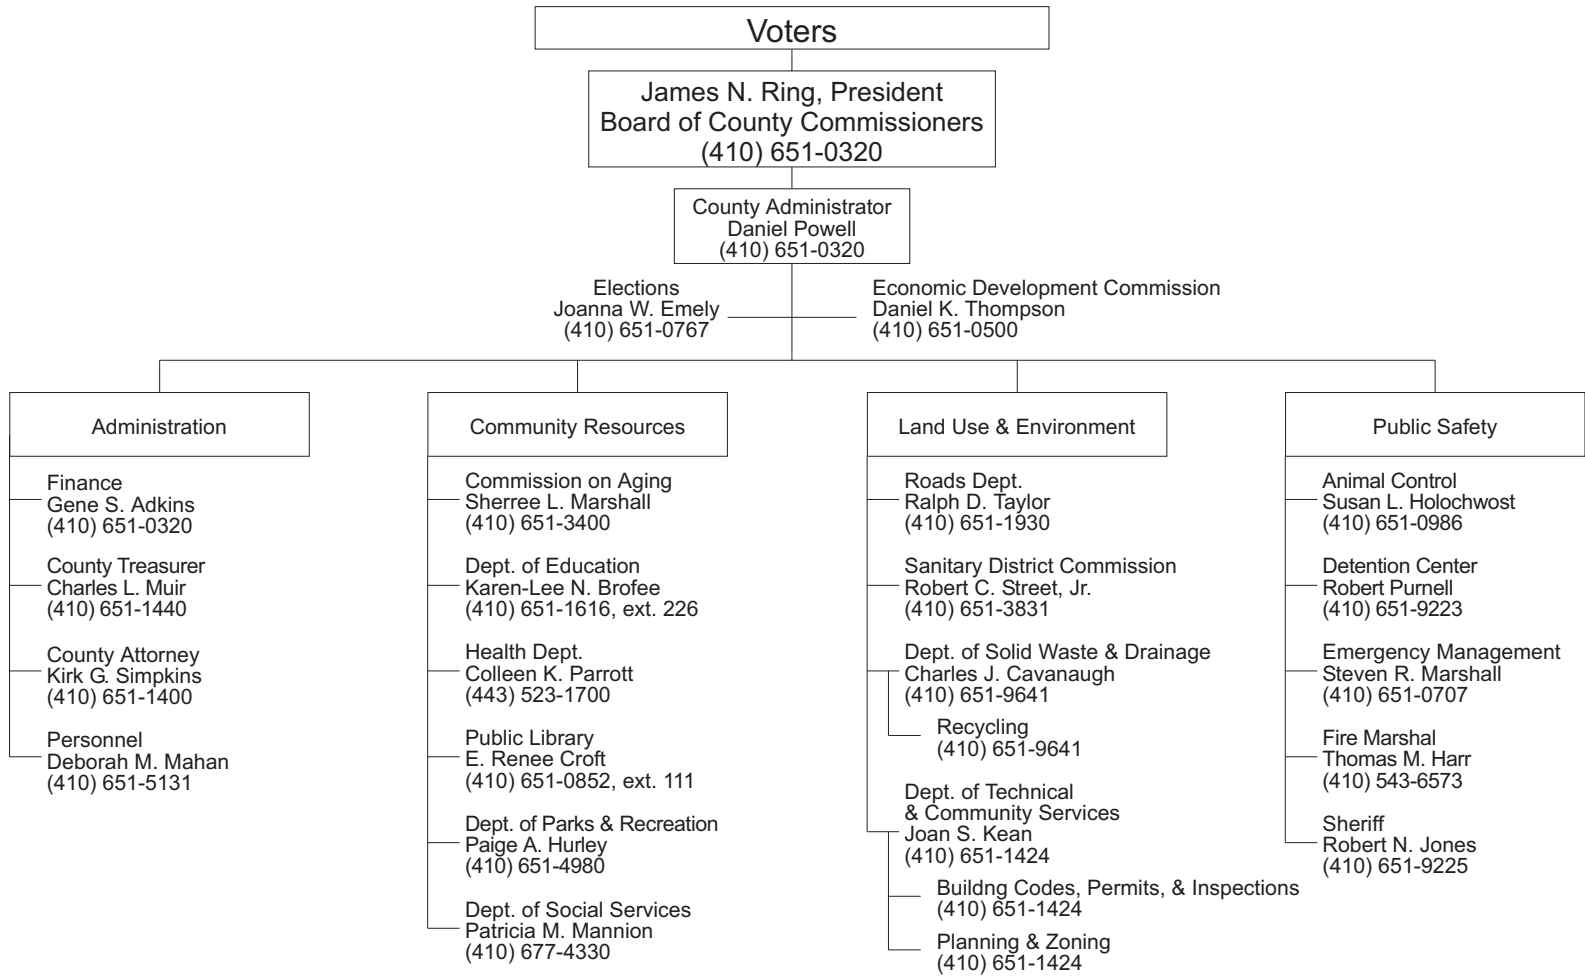 Voters
James N. Ring, President
Board of County Commissioners
(410) 651-0320
County Administrator
Daniel Powell
(410) 651-0320
Elections
Joanna W. Emely
(410) 651-0767
Economic Development Commission
Daniel K. Thompson
(410) 651-0500
Administration
Finance
Gene S. Adkins
(410) 651-0320
County Treasurer
Charles L. Muir
(410) 651-1440
County Attorney
Kirk G. Simpkins
(410) 651-1400
Personnel
Deborah M. Mahan
(410) 651-5131
Community Resources
Commission on Aging
Sherree L. Marshall
(410) 651-3400
Dept. of Education
Karen-Lee N. Brofee
(410) 651-1616, ext. 226
Health Dept.
Colleen K. Parrott
(443) 523-1700
Public Library
E. Renee Croft
(410) 651-0852, ext. 111
Dept. of Parks & Recreation
Paige A. Hurley
(410) 651-4980
Dept. of Social Services
Patricia M. Mannion
(410) 677-4330
Land Use & Environment
Roads Dept.
Ralph D. Taylor
(410) 651-1930
Sanitary District Commission
Robert C. Street, Jr.
(410) 651-3831
Dept. of Solid Waste & Drainage
Charles J. Cavanaugh
(410) 651-9641
Recycling
(410) 651-9641
Dept. of Technical
& Community Services
Joan S. Kean
(410) 651-1424
Buildng Codes, Permits, & Inspections
(410) 651-1424
Planning & Zoning
(410) 651-1424
Public Safety
Animal Control
Susan L. Holochwost
(410) 651-0986
Detention Center
Robert Purnell
(410) 651-9223
Emergency Management
Steven R. Marshall
(410) 651-0707
Fire Marshal
Thomas M. Harr
(410) 543-6573
Sheriff
Robert N. Jones
(410) 651-9225